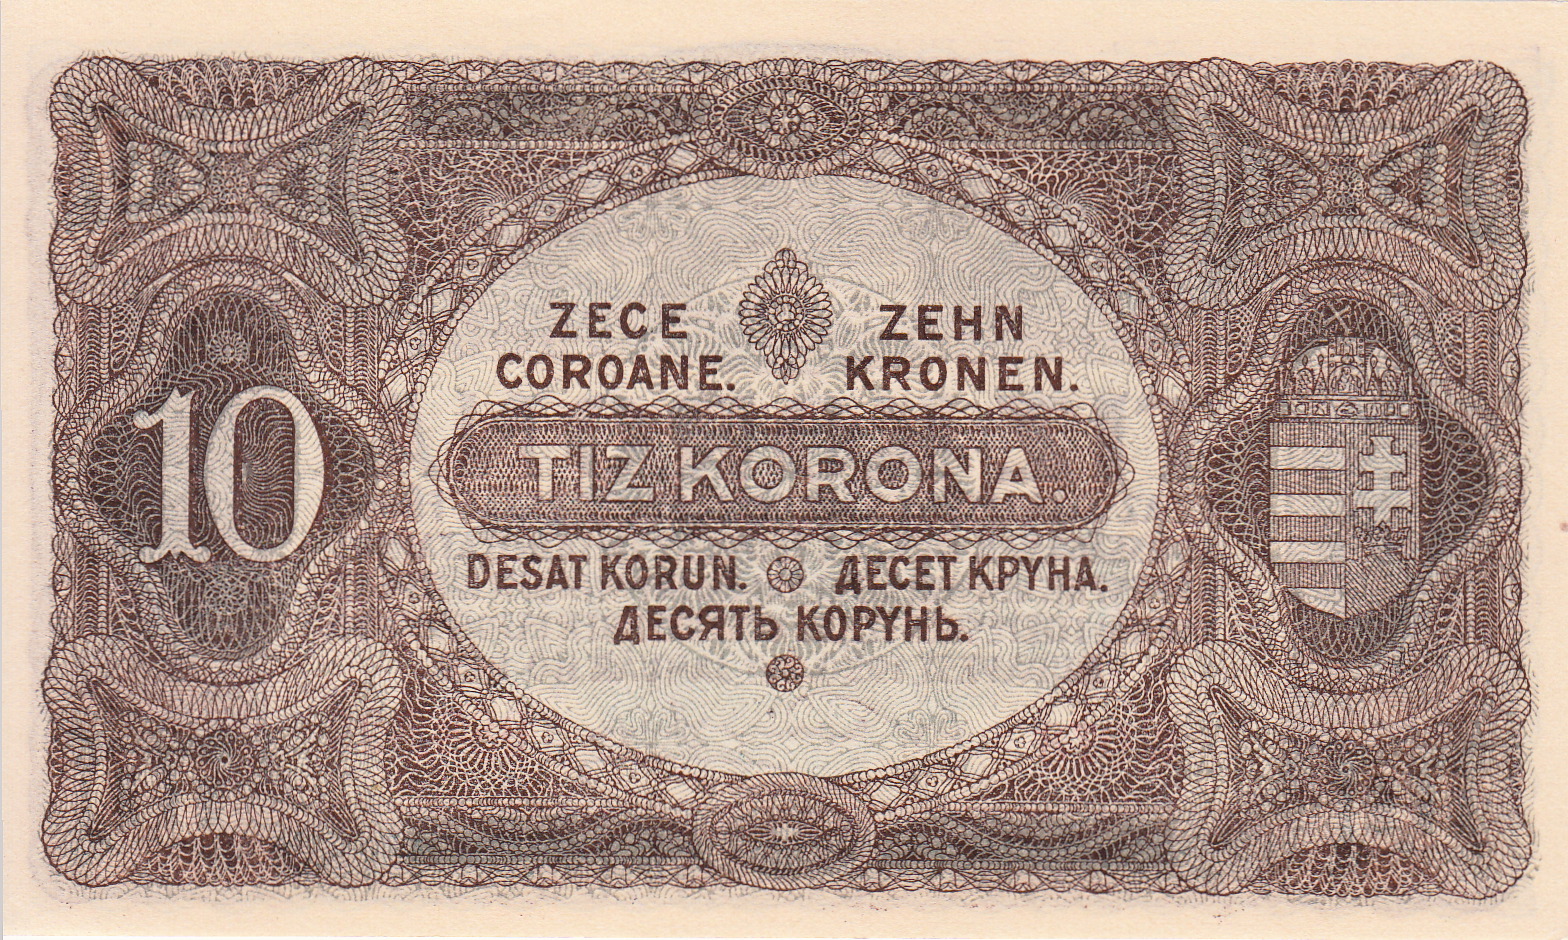 ZECE
COROANE.
ZEHN
KRONEN.
10
TIZ KORONA.
DESAT KORUN.
ДЕСЕТ КРУНА.
ДЕСЯТЬ КОРУНЬ.